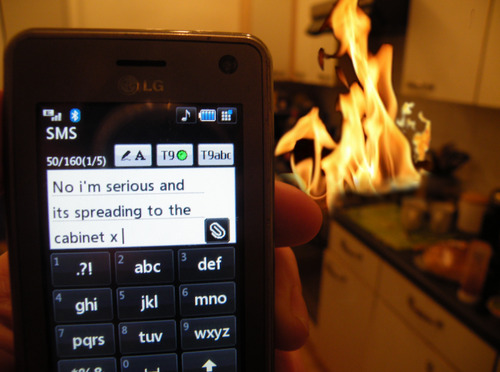 LG
SMS
50/160(1/5)
A T9 T9abc
No i'm serious and
its spreading to the
cabinet x
1 .?! 2 abc 3 def
4 ghi 5 jkl 6 mno
7 pqrs 8 tuv 9 wxyz
0